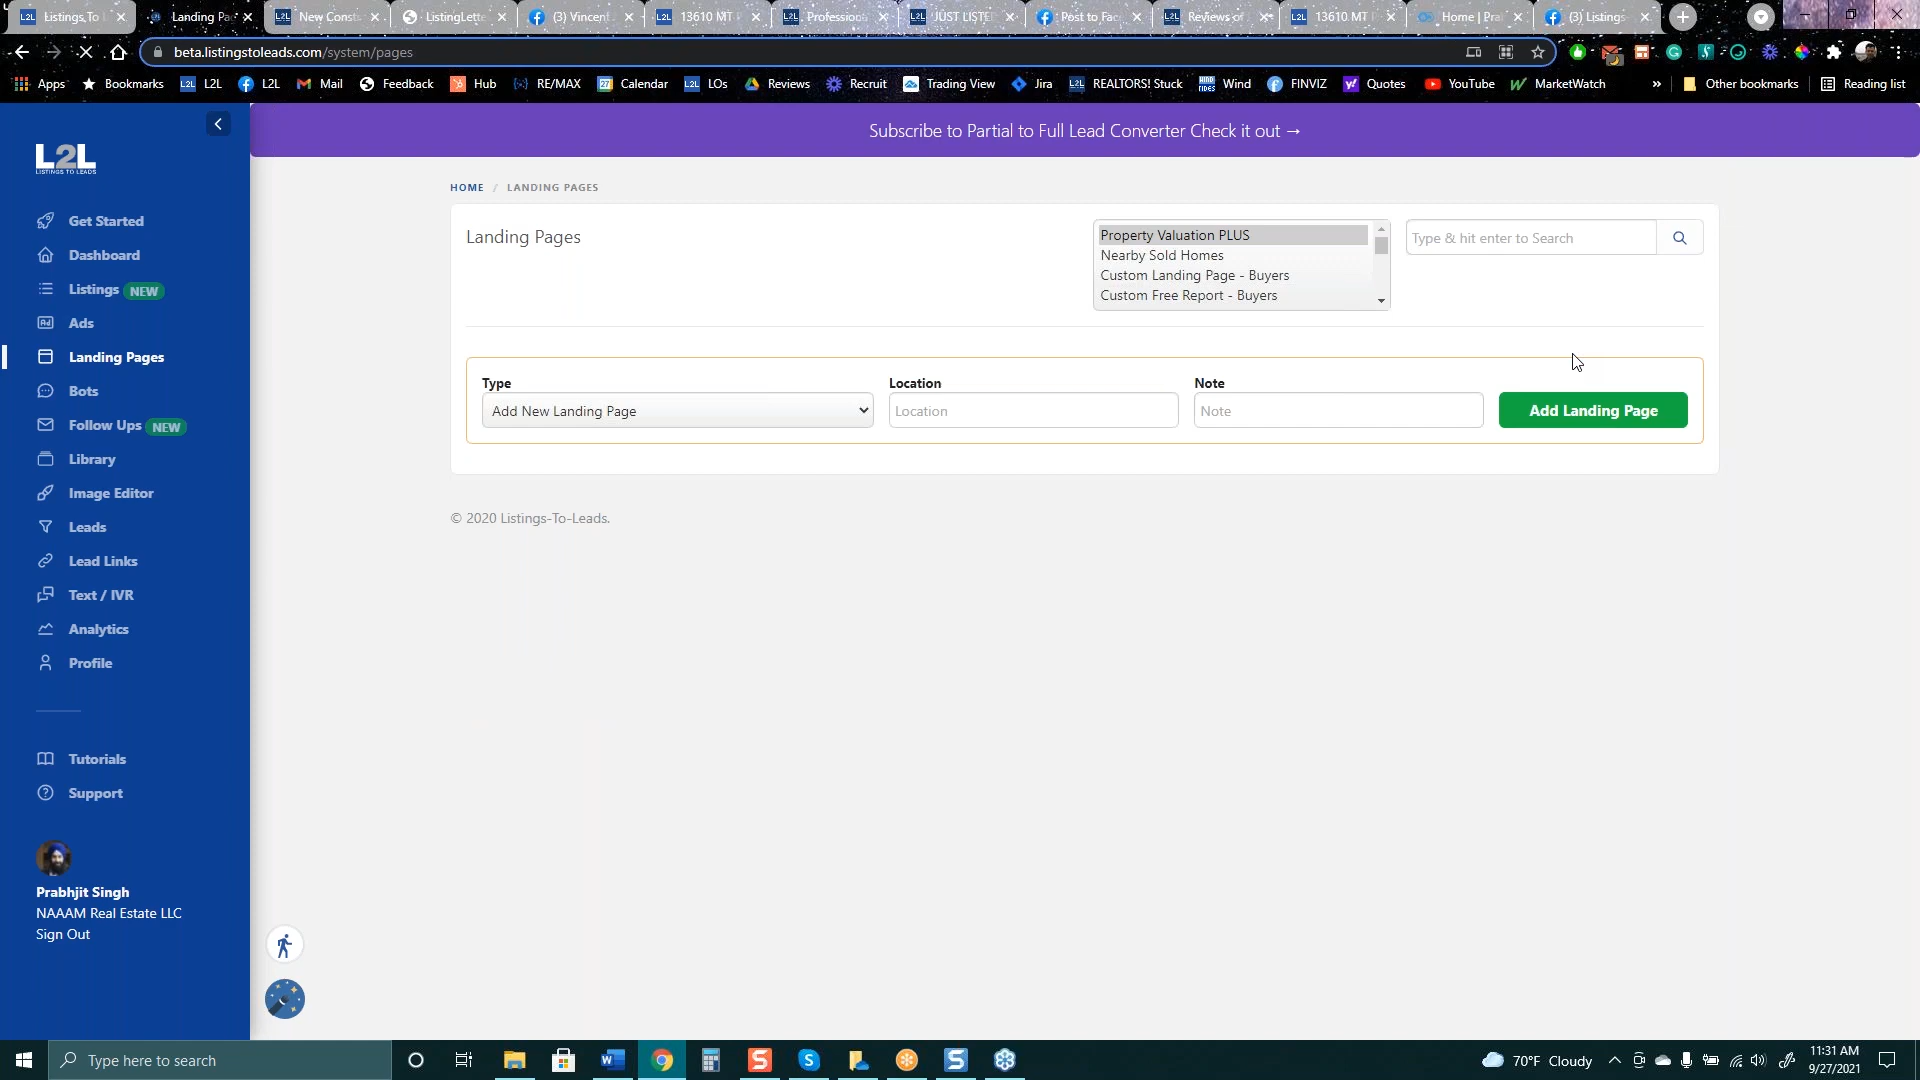 Listings To L
Landing Pa
New Const
ListingLette
(3) Vincent
13610 MT
Professiona
JUST LISTE
Post to Fac
Reviews of
13610 MT P
Home | Pra
(3) Listings
beta.listingstoleads.com/system/pages
Apps
Bookmarks
L2L
L2L
Mail
Feedback
Hub
RE/MAX
Calendar
LOs
Reviews
Recruit
Trading View
Jira
REALTORS! Stuck
Wind
FINVIZ
Quotes
YouTube
MarketWatch
»
Other bookmarks
Reading list
Subscribe to Partial to Full Lead Converter Check it out →
L2L
LISTINGS TO LEADS
Get Started
Dashboard
Listings NEW
Ads
Landing Pages
Bots
Follow Ups NEW
Library
Image Editor
Leads
Lead Links
Text / IVR
Analytics
Profile
Tutorials
Support
Prabhjit Singh
NAAAM Real Estate LLC
Sign Out
HOME / LANDING PAGES
Landing Pages
Property Valuation PLUS
Nearby Sold Homes
Custom Landing Page - Buyers
Custom Free Report - Buyers
Type & hit enter to Search
Type
Location
Note
Add New Landing Page
Location
Note
Add Landing Page
© 2020 Listings-To-Leads.
Type here to search
70°F Cloudy
11:31 AM
9/27/2021